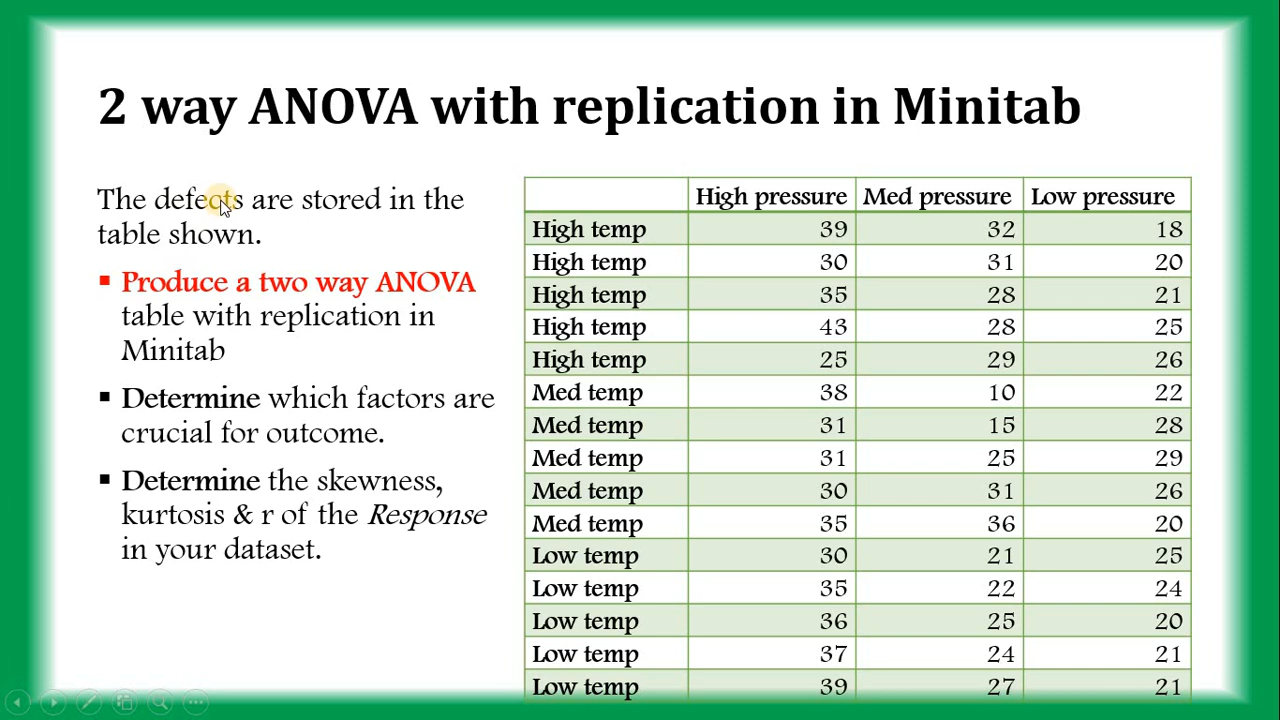 2 way ANOVA with replication in Minitab
The defects are stored in the
table shown.
▪ Produce a two way ANOVA
table with replication in
Minitab
▪ Determine which factors are
crucial for outcome.
▪ Determine the skewness,
kurtosis & r of the Response
in your dataset.
High pressure Med pressure Low pressure
High temp 39 32 18
High temp 30 31 20
High temp 35 28 21
High temp 43 28 25
High temp 25 29 26
Med temp 38 10 22
Med temp 31 15 28
Med temp 31 25 29
Med temp 30 31 26
Med temp 35 36 20
Low temp 30 21 25
Low temp 35 22 24
Low temp 36 25 20
Low temp 37 24 21
Low temp 39 27 21